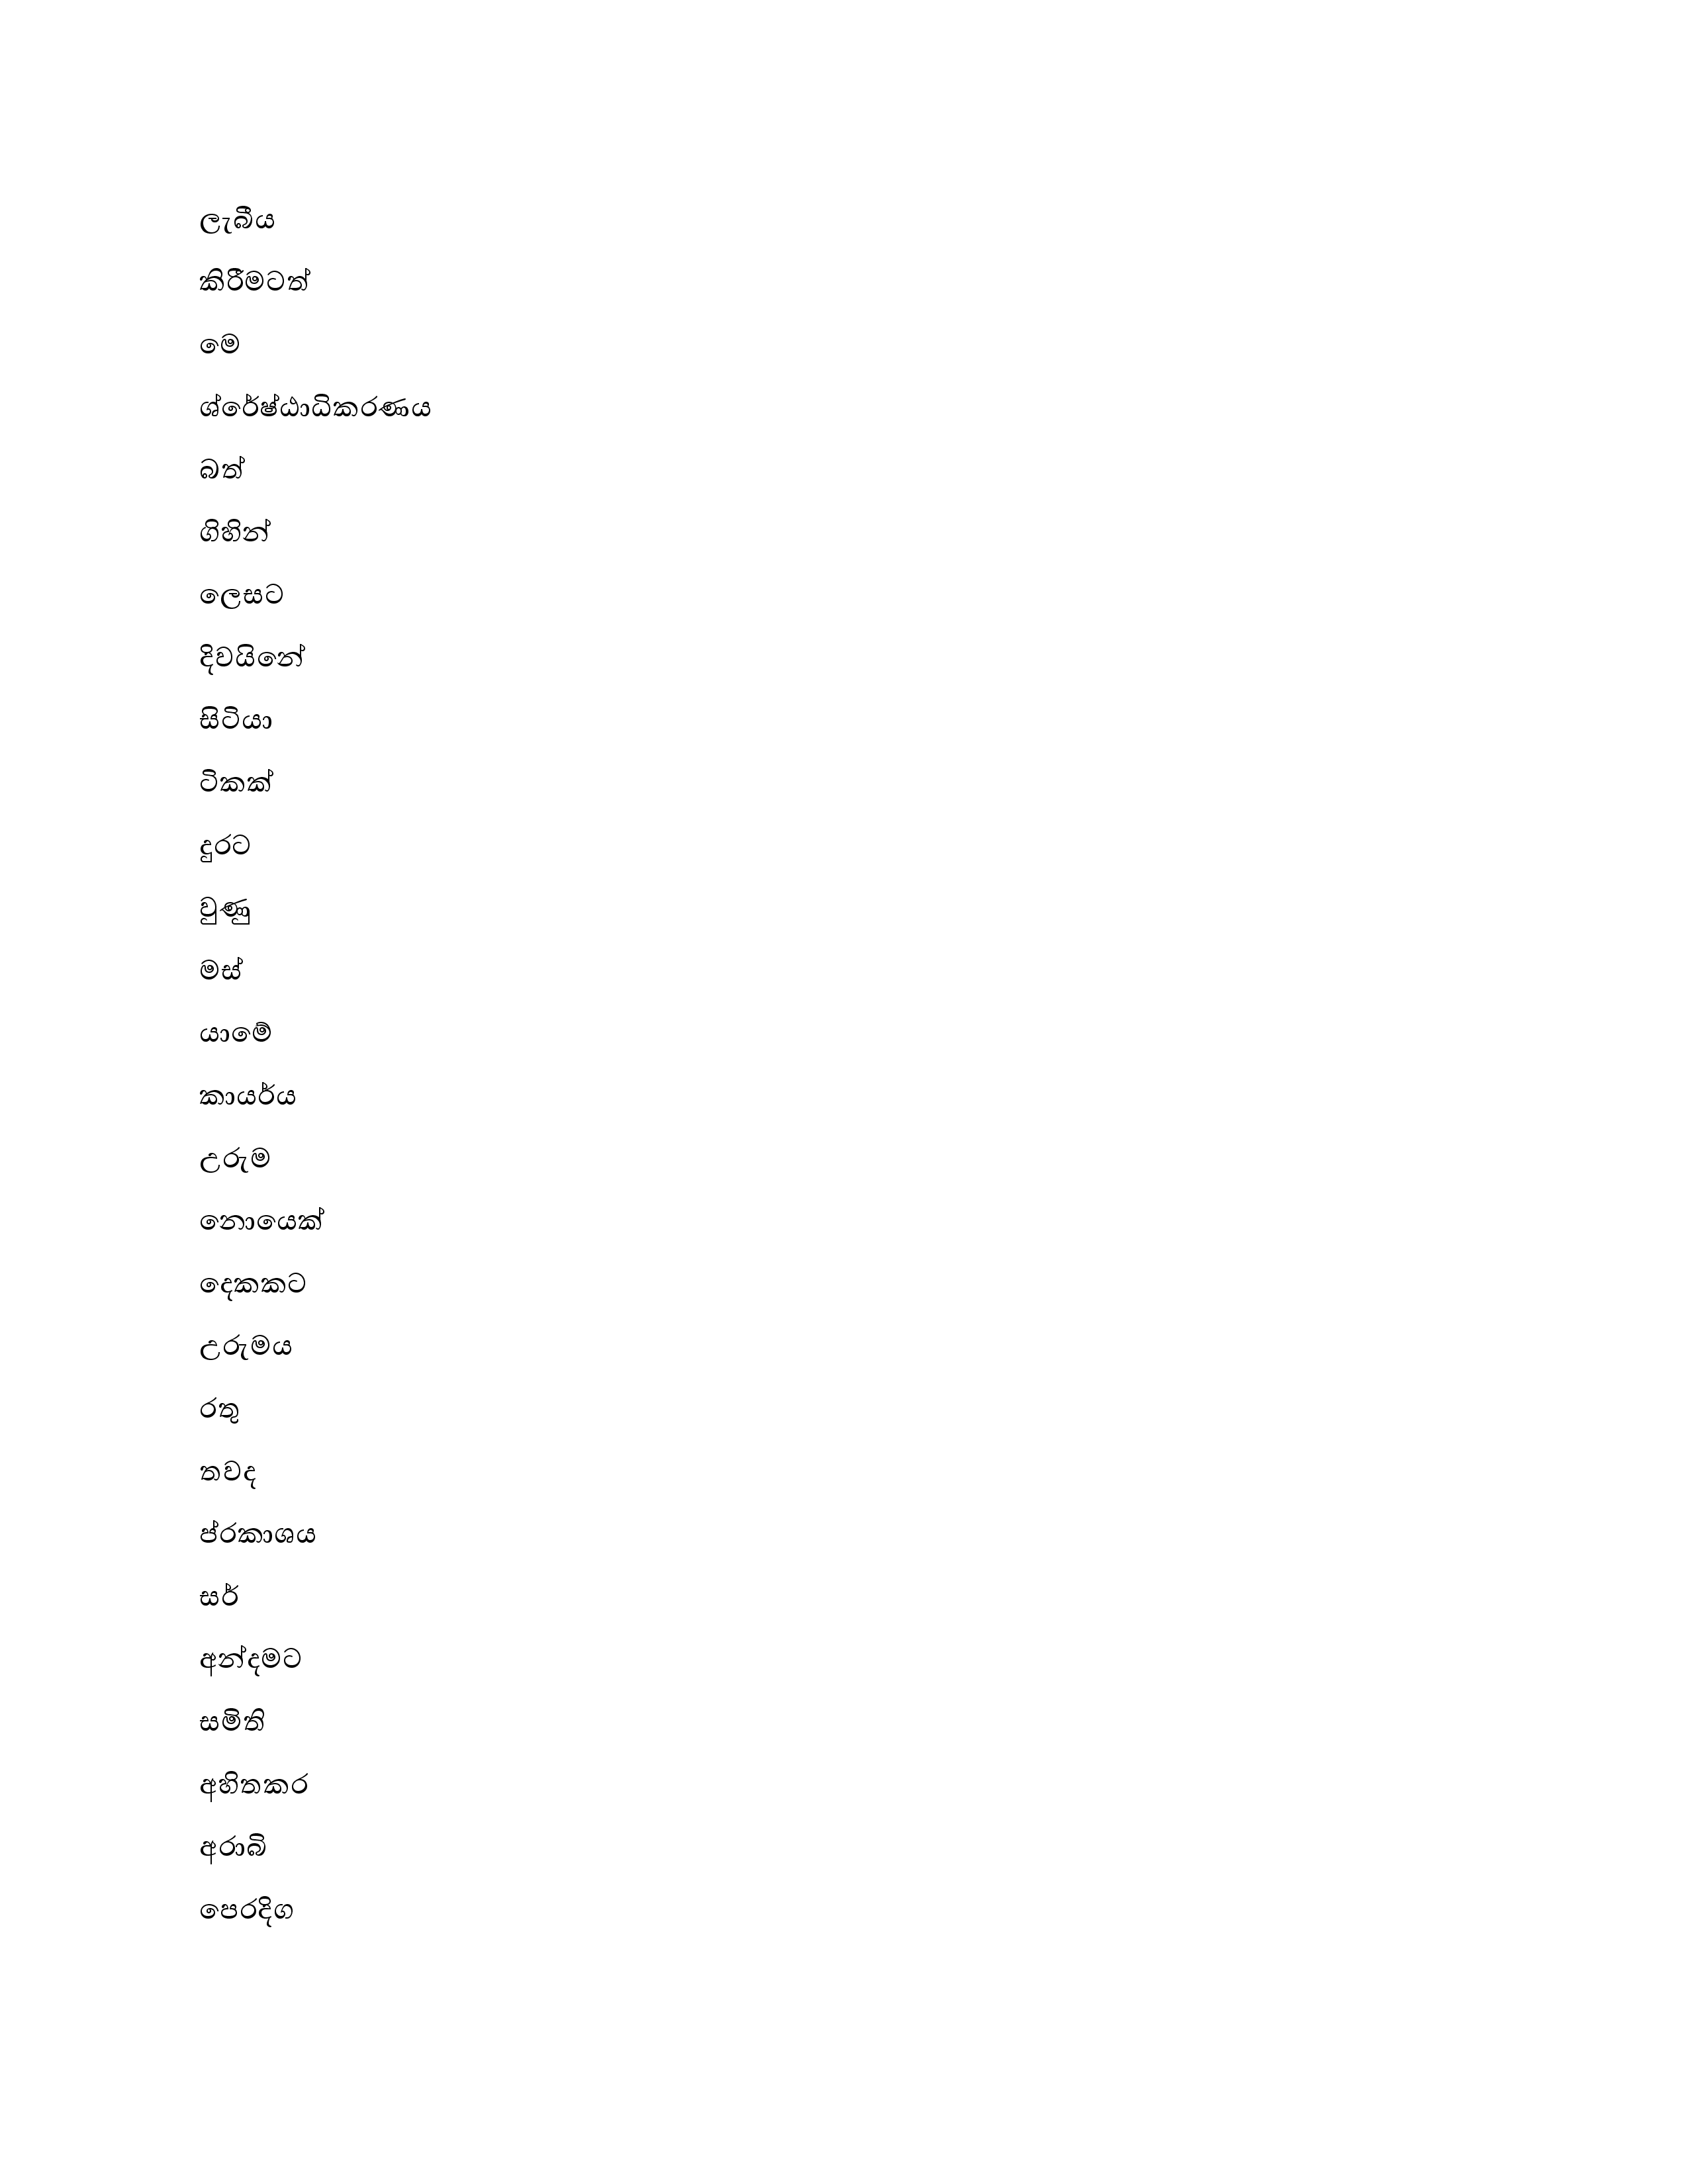 ලැබීය
කිරීමටත්
මෙ
ශ්රේෂ්ඨාධිකරණය
බත්
ගිහින්
ලෙසට
දිවයිනේ
සිටියා
ටිකක්
දුරට
වුණු
මස්
යාමේ
කාර්යය
උරුම
නොයෙක්
දෙකකට
උරුමය
රතු
තවද
ප්රකාශය
සර්
අන්දමට
සමිති
අහිතකර
අරාබි
පෙරදිග